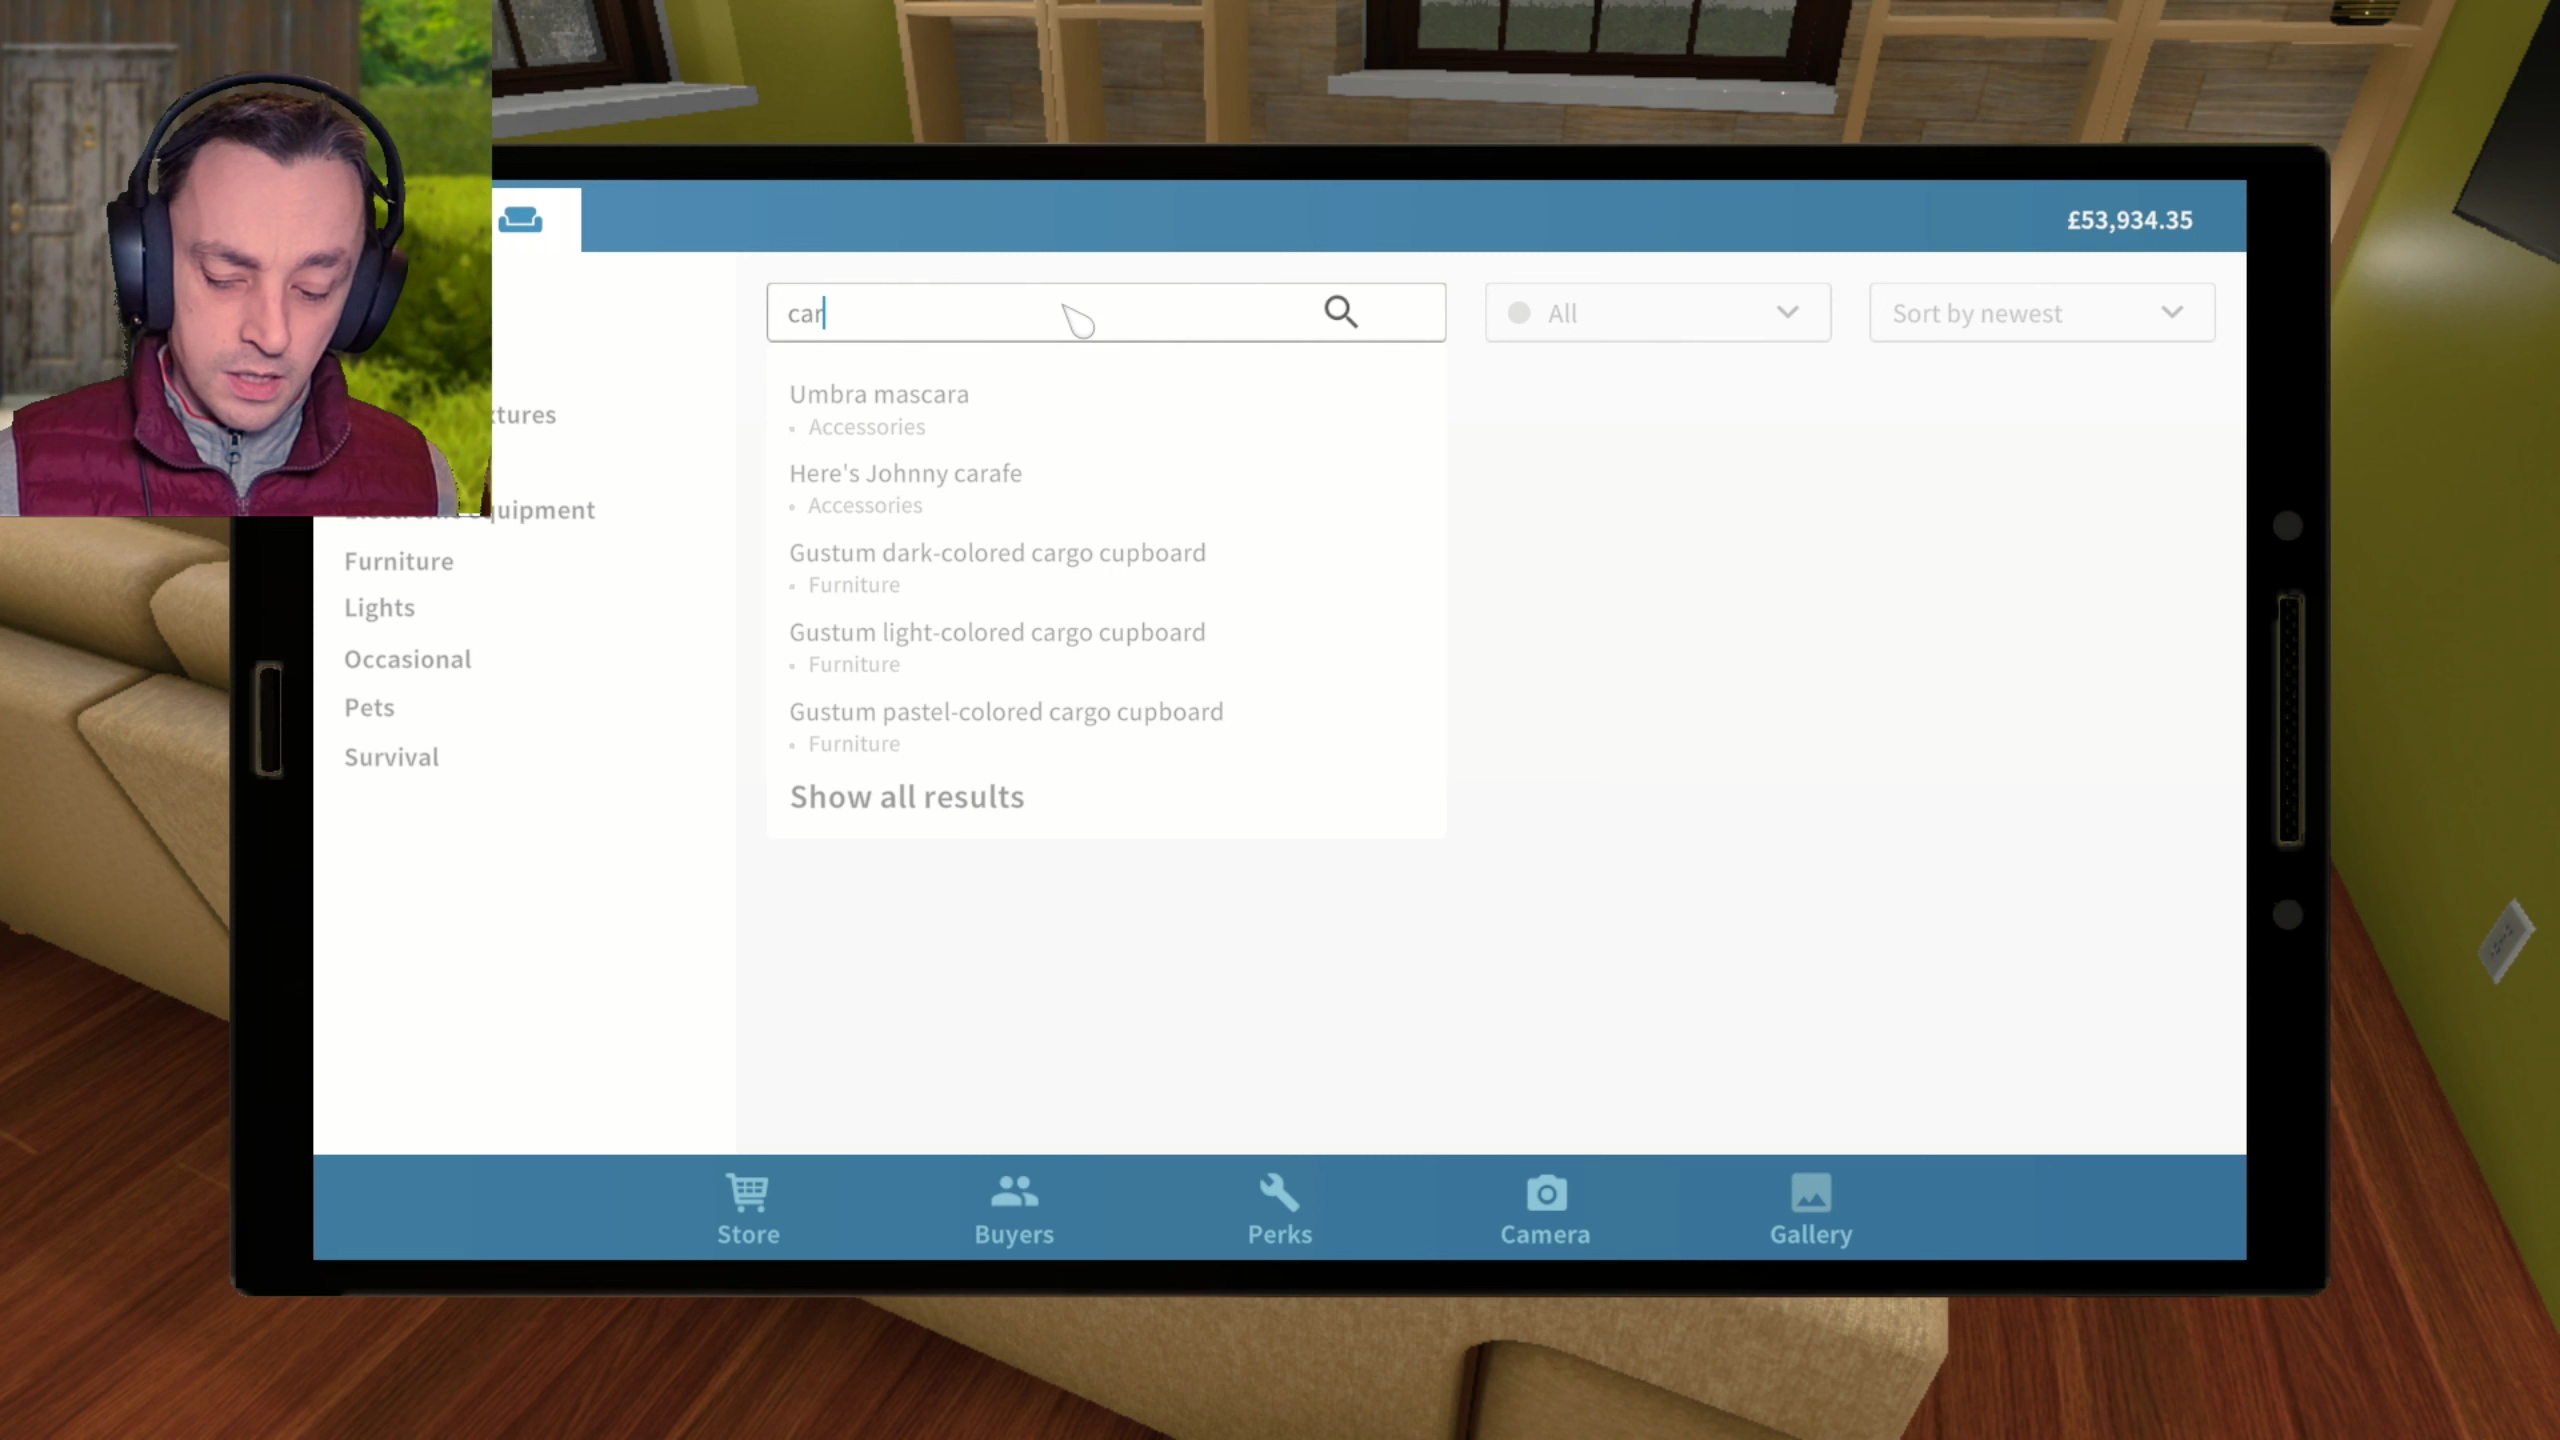 £53,934.35
car
All
Sort by newest
Umbra mascara
Accessories
Here's Johnny carafe
Accessories
Gustum dark-colored cargo cupboard
Furniture
Gustum light-colored cargo cupboard
Furniture
Gustum pastel-colored cargo cupboard
Furniture
Show all results
Furniture
Lights
Occasional
Pets
Survival
Store
Buyers
Perks
Camera
Gallery